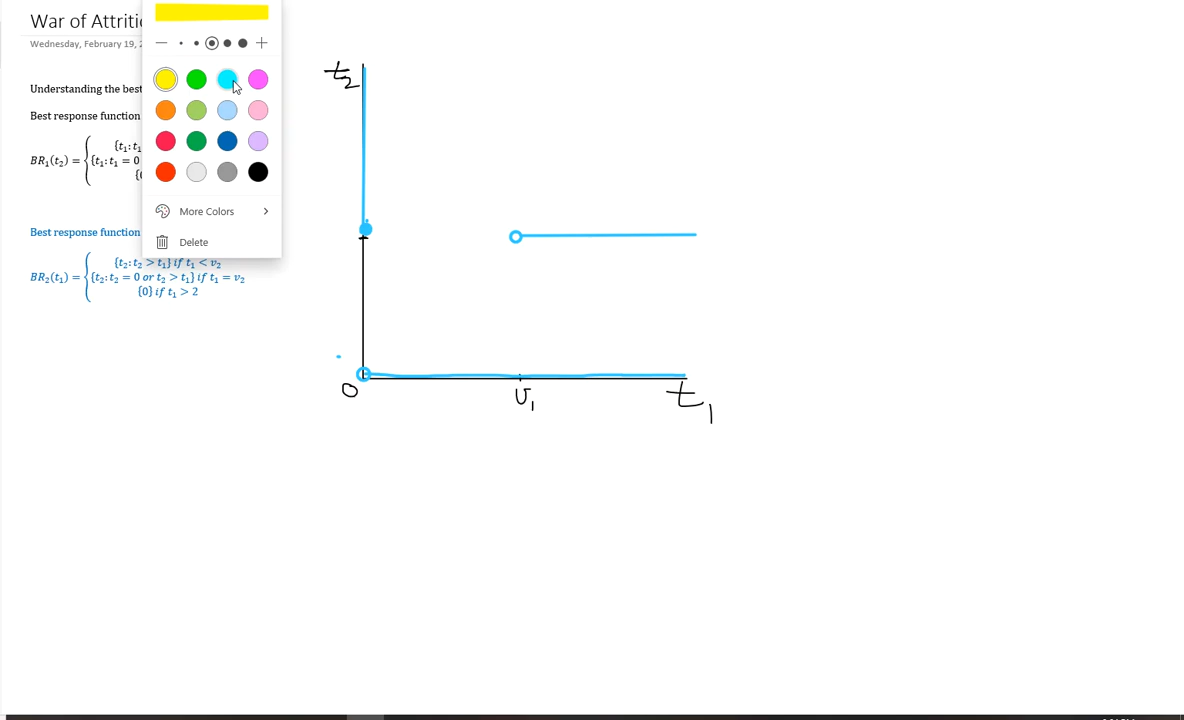 War of Attriti
Wednesday, February 19, 2
Understanding the best
Best response function
BR₁(t₂) = {t₁: t₁
{t₁: t₁ = 0
Best response function
{t₂: t₂ > t₁} if t₁ < v₂
BR₂(t₁) = {t₂: t₂ = 0 or t₂ > t₁} if t₁ = v₂
{0} if t₁ > 2
More Colors
Delete
t₂
0
v₁
t₁